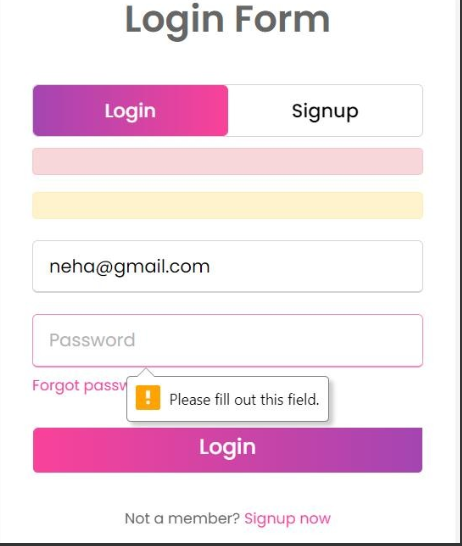 Login Form
Login Signup
neha@gmail.com
Password
Forgot passw
Please fill out this field.
Login
Not a member? Signup now